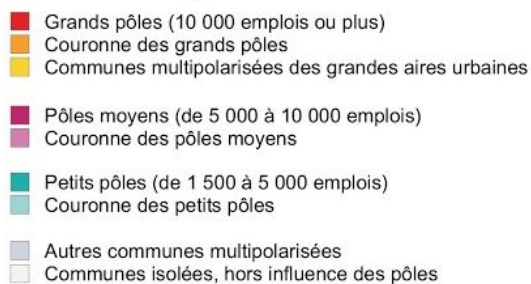 Grands pôles (10 000 emplois ou plus)
Couronne des grands pôles
Communes multipolarisées des grandes aires urbaines
Pôles moyens (de 5 000 à 10 000 emplois)
Couronne des pôles moyens
Petits pôles (de 1 500 à 5 000 emplois)
Couronne des petits pôles
Autres communes multipolarisées
Communes isolées, hors influence des pôles